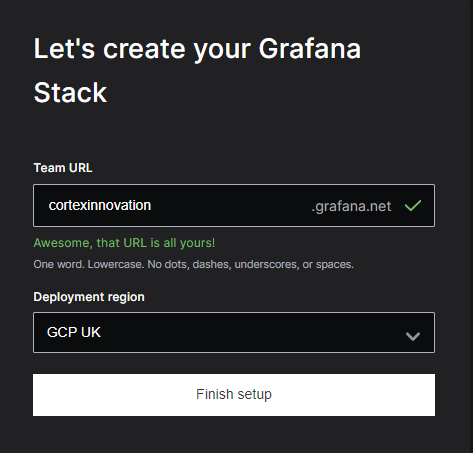 Let's create your Grafana
Stack
Team URL
cortexinnovation .grafana.net
Awesome, that URL is all yours!
One word. Lowercase. No dots, dashes, underscores, or spaces.
Deployment region
GCP UK
Finish setup